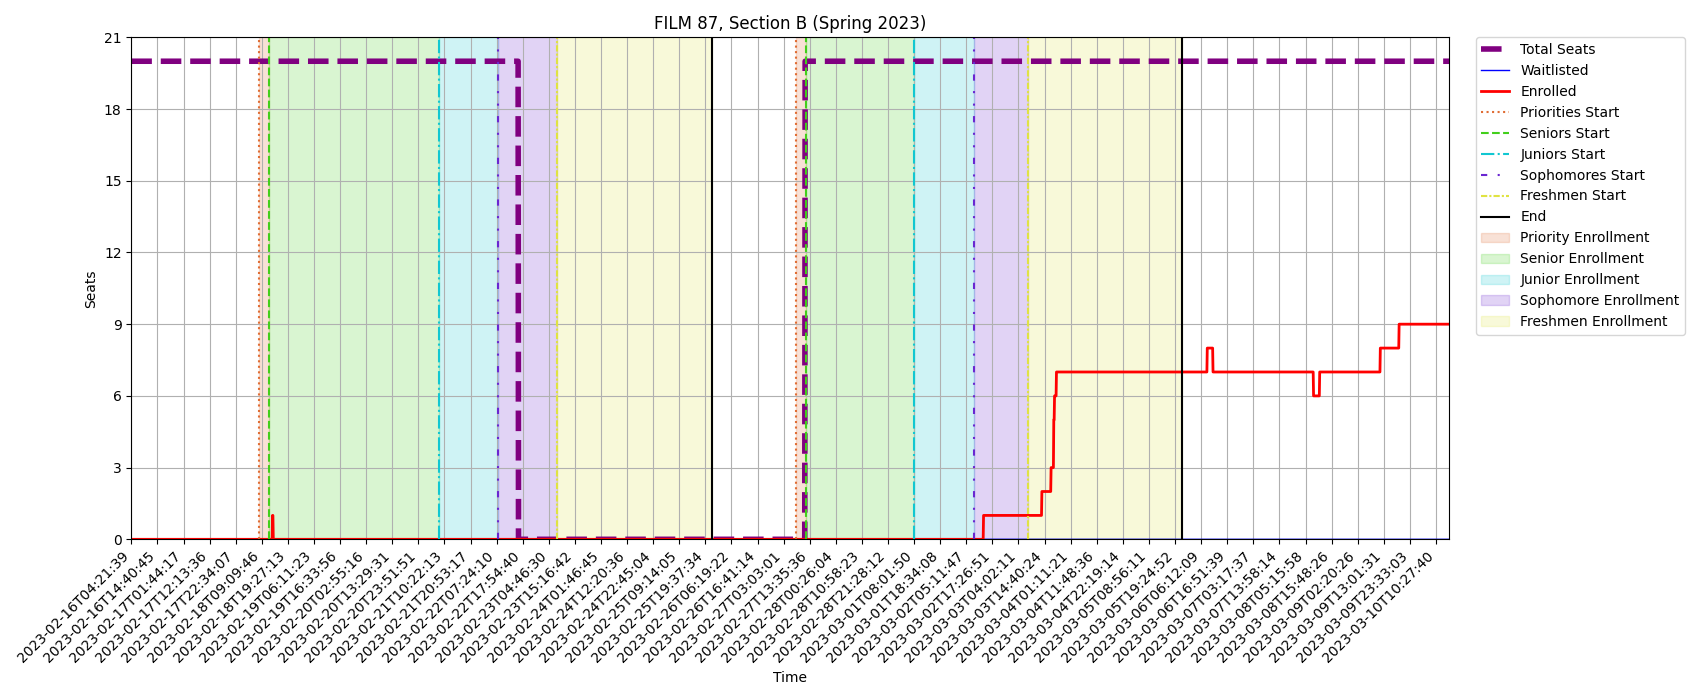 FILM 87, Section B (Spring 2023)
21
18
15
12
9
6
3
0
Seats
2023-02-16T04:21:39
2023-02-16T14:40:45
2023-02-17T01:44:17
2023-02-17T12:13:36
2023-02-17T22:34:07
2023-02-18T09:09:46
2023-02-18T19:27:13
2023-02-19T06:11:23
2023-02-19T16:33:56
2023-02-20T02:55:16
2023-02-20T13:29:31
2023-02-20T23:51:51
2023-02-21T10:22:13
2023-02-21T20:53:17
2023-02-22T07:24:10
2023-02-22T17:54:40
2023-02-23T04:46:30
2023-02-23T15:16:42
2023-02-24T01:46:45
2023-02-24T12:20:36
2023-02-24T22:45:04
2023-02-25T09:14:05
2023-02-25T19:37:34
2023-02-26T06:19:22
2023-02-26T16:41:14
2023-02-27T03:03:01
2023-02-27T13:35:36
2023-02-28T00:26:04
2023-02-28T10:58:23
2023-02-28T21:28:12
2023-03-01T08:01:50
2023-03-01T18:34:08
2023-03-02T05:11:47
2023-03-02T17:26:51
2023-03-03T04:02:11
2023-03-03T14:40:24
2023-03-04T01:11:21
2023-03-04T11:48:36
2023-03-04T22:19:14
2023-03-05T08:56:11
2023-03-05T19:24:52
2023-03-06T06:12:09
2023-03-06T16:51:39
2023-03-07T03:17:37
2023-03-07T13:58:14
2023-03-08T05:15:58
2023-03-08T15:48:26
2023-03-09T02:20:26
2023-03-09T13:01:31
2023-03-09T23:33:03
2023-03-10T10:27:40
Time
Total Seats
Waitlisted
Enrolled
Priorities Start
Seniors Start
Juniors Start
Sophomores Start
Freshmen Start
End
Priority Enrollment
Senior Enrollment
Junior Enrollment
Sophomore Enrollment
Freshmen Enrollment